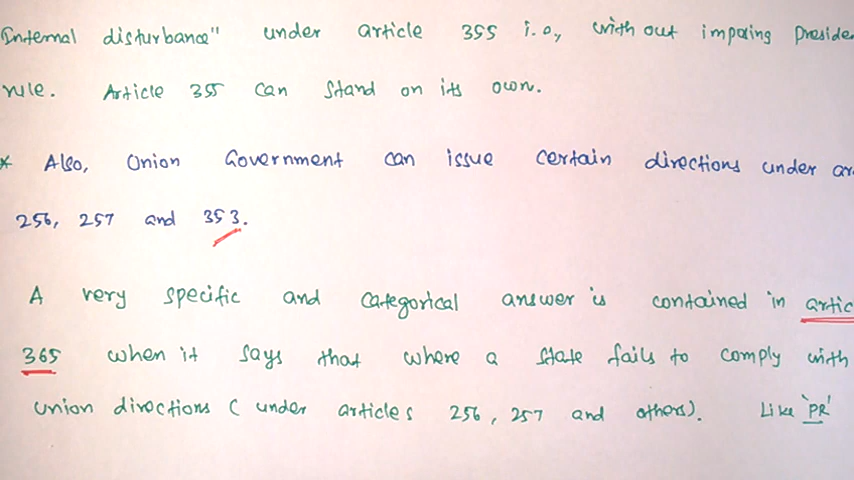 Internal disturbance" under article 355 i.e., with out imposing Preside
rule. Article 355 can stand on its own.
* Also, Union Government can issue certain directions under ar
256, 257 and 353.
A very specific and categorical answer is contained in artic
365 when it says that where a State fails to comply with
union directions (under articles 256, 257 and others). Like 'PR'